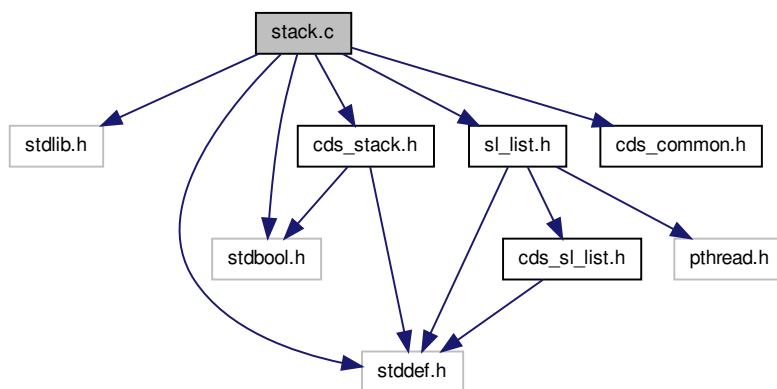 stack.c
stdlib.h
cds_stack.h
sl_list.h
cds_common.h
stdbool.h
cds_sl_list.h
pthread.h
stddef.h